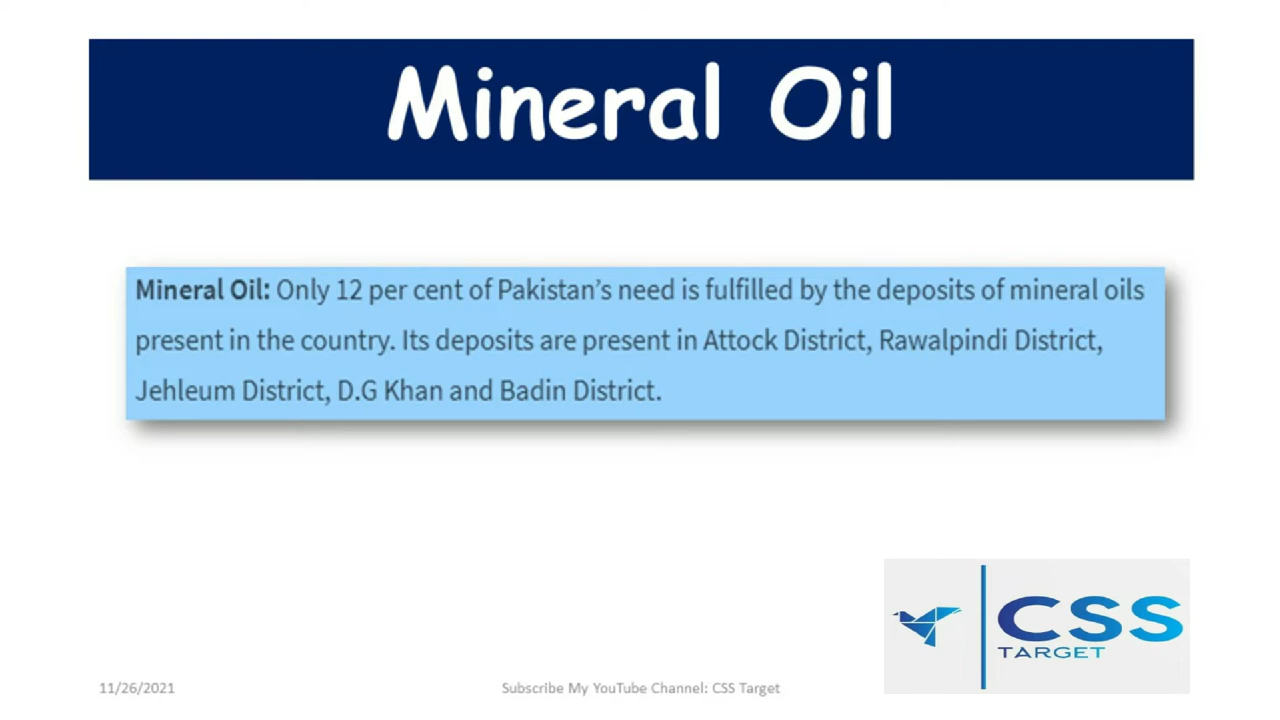 Mineral Oil
Mineral Oil: Only 12 per cent of Pakistan’s need is fulfilled by the deposits of mineral oils
present in the country. Its deposits are present in Attock District, Rawalpindi District,
Jehleum District, D.G Khan and Badin District.
CSS
TARGET
11/26/2021
Subscribe My YouTube Channel: CSS Target